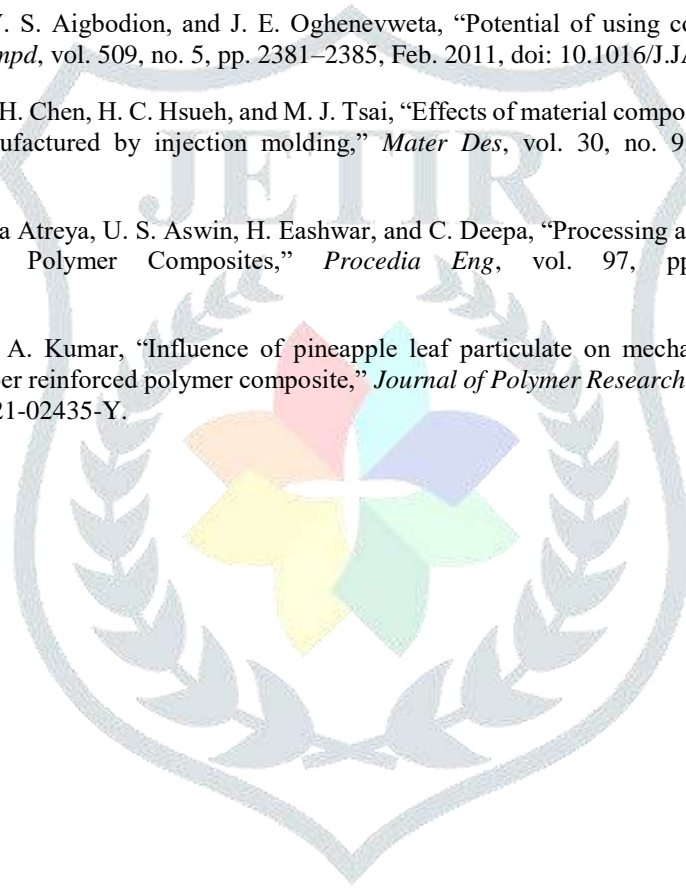 V. S. Aigbodion, and J. E. Oghenevweta, “Potential of using co
mpd, vol. 509, no. 5, pp. 2381–2385, Feb. 2011, doi: 10.1016/J.JA
H. Chen, H. C. Hsueh, and M. J. Tsai, “Effects of material compo
ufactured by injection molding,” Mater Des, vol. 30, no. 9
JETIR
a Atreya, U. S. Aswin, H. Eashwar, and C. Deepa, “Processing a
Polymer Composites,” Procedia Eng, vol. 97, pp
A. Kumar, “Influence of pineapple leaf particulate on mecha
er reinforced polymer composite,” Journal of Polymer Research
21-02435-Y.